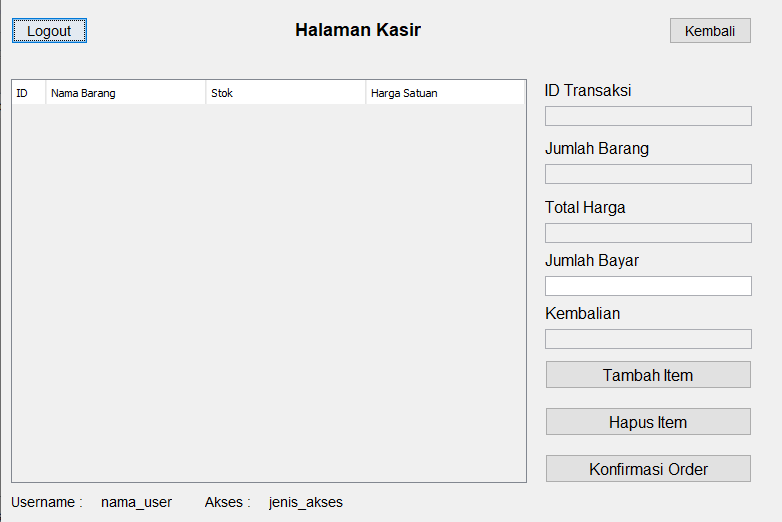 Logout
Halaman Kasir
Kembali
ID Nama Barang Stok Harga Satuan
ID Transaksi
Jumlah Barang
Total Harga
Jumlah Bayar
Kembalian
Tambah Item
Hapus Item
Konfirmasi Order
Username : nama_user Akses : jenis_akses